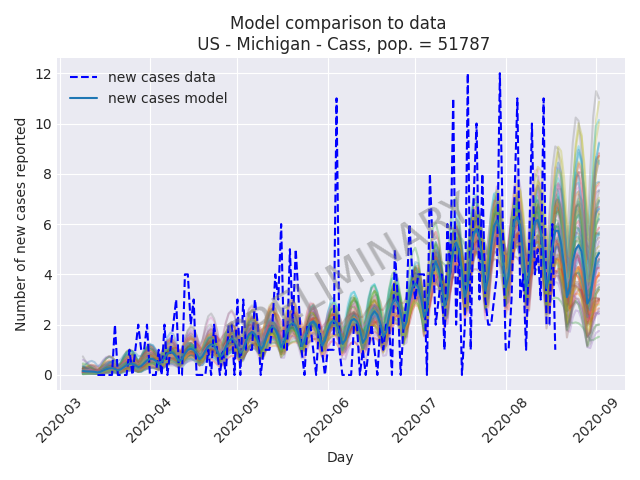 Model comparison to data
US - Michigan - Cass, pop. = 51787
new cases data
new cases model
PRELIMINARY
Number of new cases reported
12
10
8
6
4
2
0
2020-03
2020-04
2020-05
2020-06
2020-07
2020-08
2020-09
Day